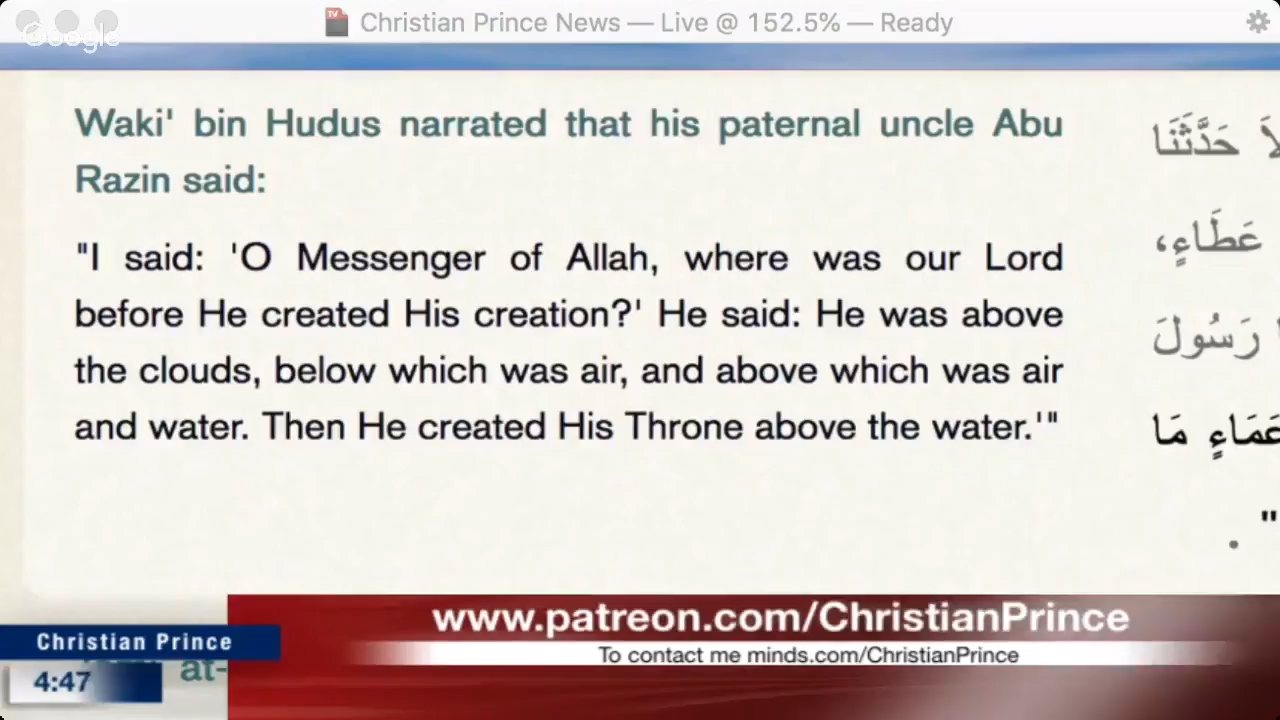 Christian Prince News — Live @ 152.5% — Ready
Google
Waki' bin Hudus narrated that his paternal uncle Abu
Razin said:
"I said: 'O Messenger of Allah, where was our Lord
before He created His creation?' He said: He was above
the clouds, below which was air, and above which was air
and water. Then He created His Throne above the water.'"
حَدَّثَنَا
عَطَاءٍ،
رَسُولَ
عَمَاءٍ مَا
"
.
www.patreon.com/ChristianPrince
To contact me minds.com/ChristianPrince
Christian Prince
4:47
at-